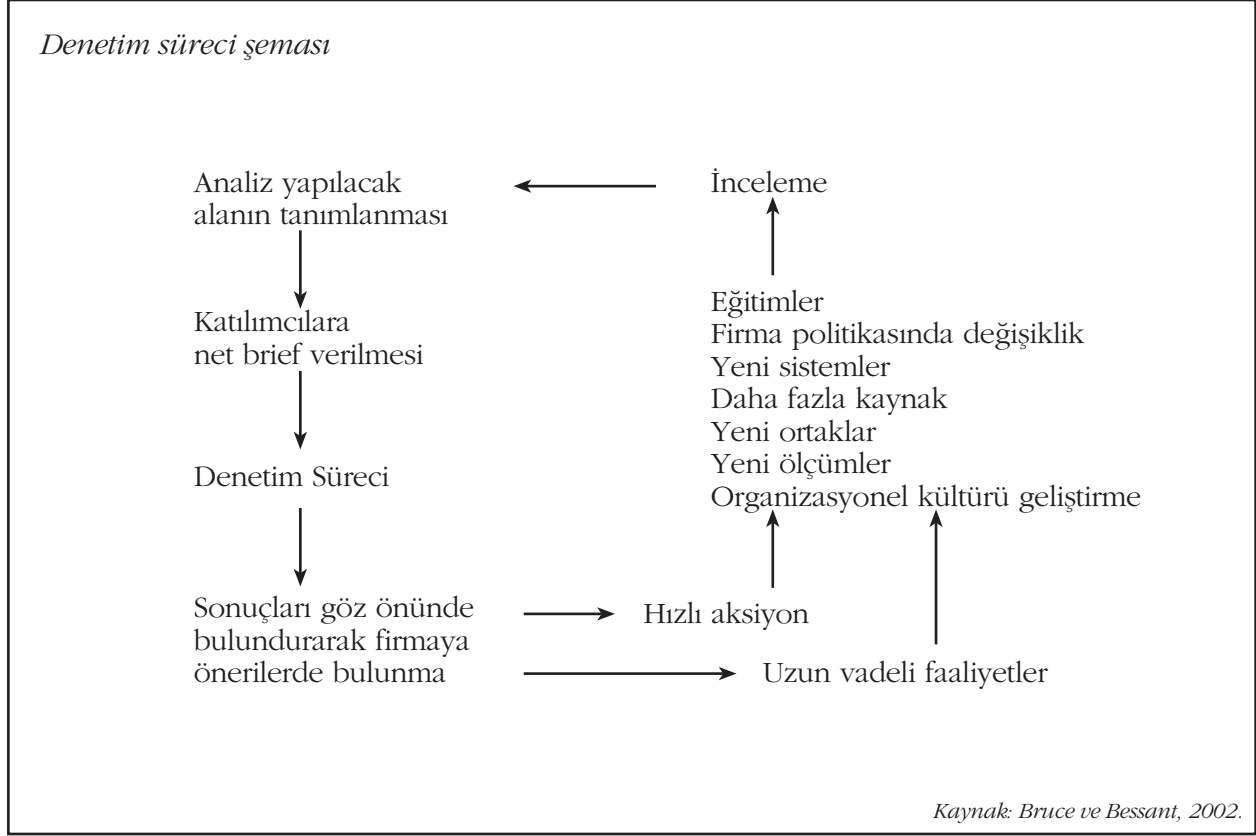 Denetim süreci şeması
Analiz yapılacak
alanın tanımlanması
İnceleme
Katılımcılara
net brief verilmesi
Eğitimler
Firma politikasında değişiklik
Yeni sistemler
Daha fazla kaynak
Yeni ortaklar
Yeni ölçümler
Organizasyonel kültürü geliştirme
Denetim Süreci
Sonuçları göz önünde
bulundurarak firmaya
önerilerde bulunma
Hızlı aksiyon
Uzun vadeli faaliyetler
Kaynak: Bruce ve Bessant, 2002.